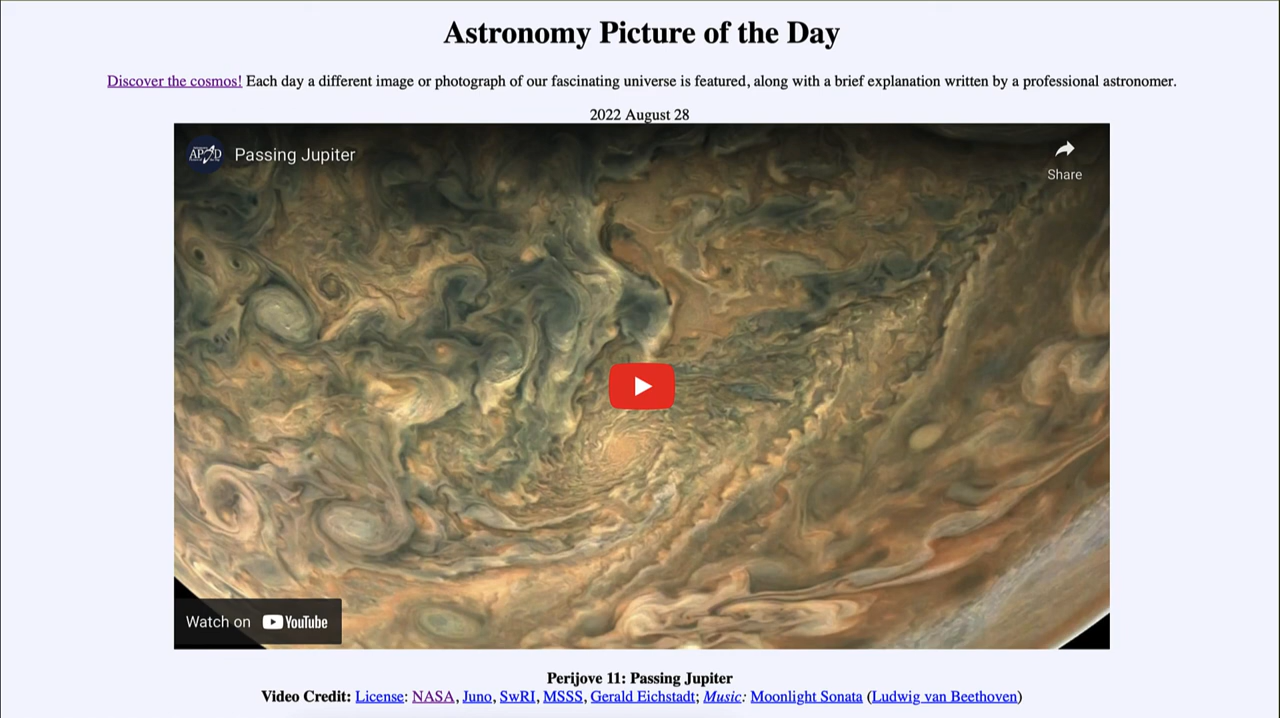 Astronomy Picture of the Day
Discover the cosmos! Each day a different image or photograph of our fascinating universe is featured, along with a brief explanation written by a professional astronomer.
2022 August 28
APOD Passing Jupiter
Share
Watch on YouTube
Perijove 11: Passing Jupiter
Video Credit: License: NASA, Juno, SwRI, MSSS, Gerald Eichstadt; Music: Moonlight Sonata (Ludwig van Beethoven)